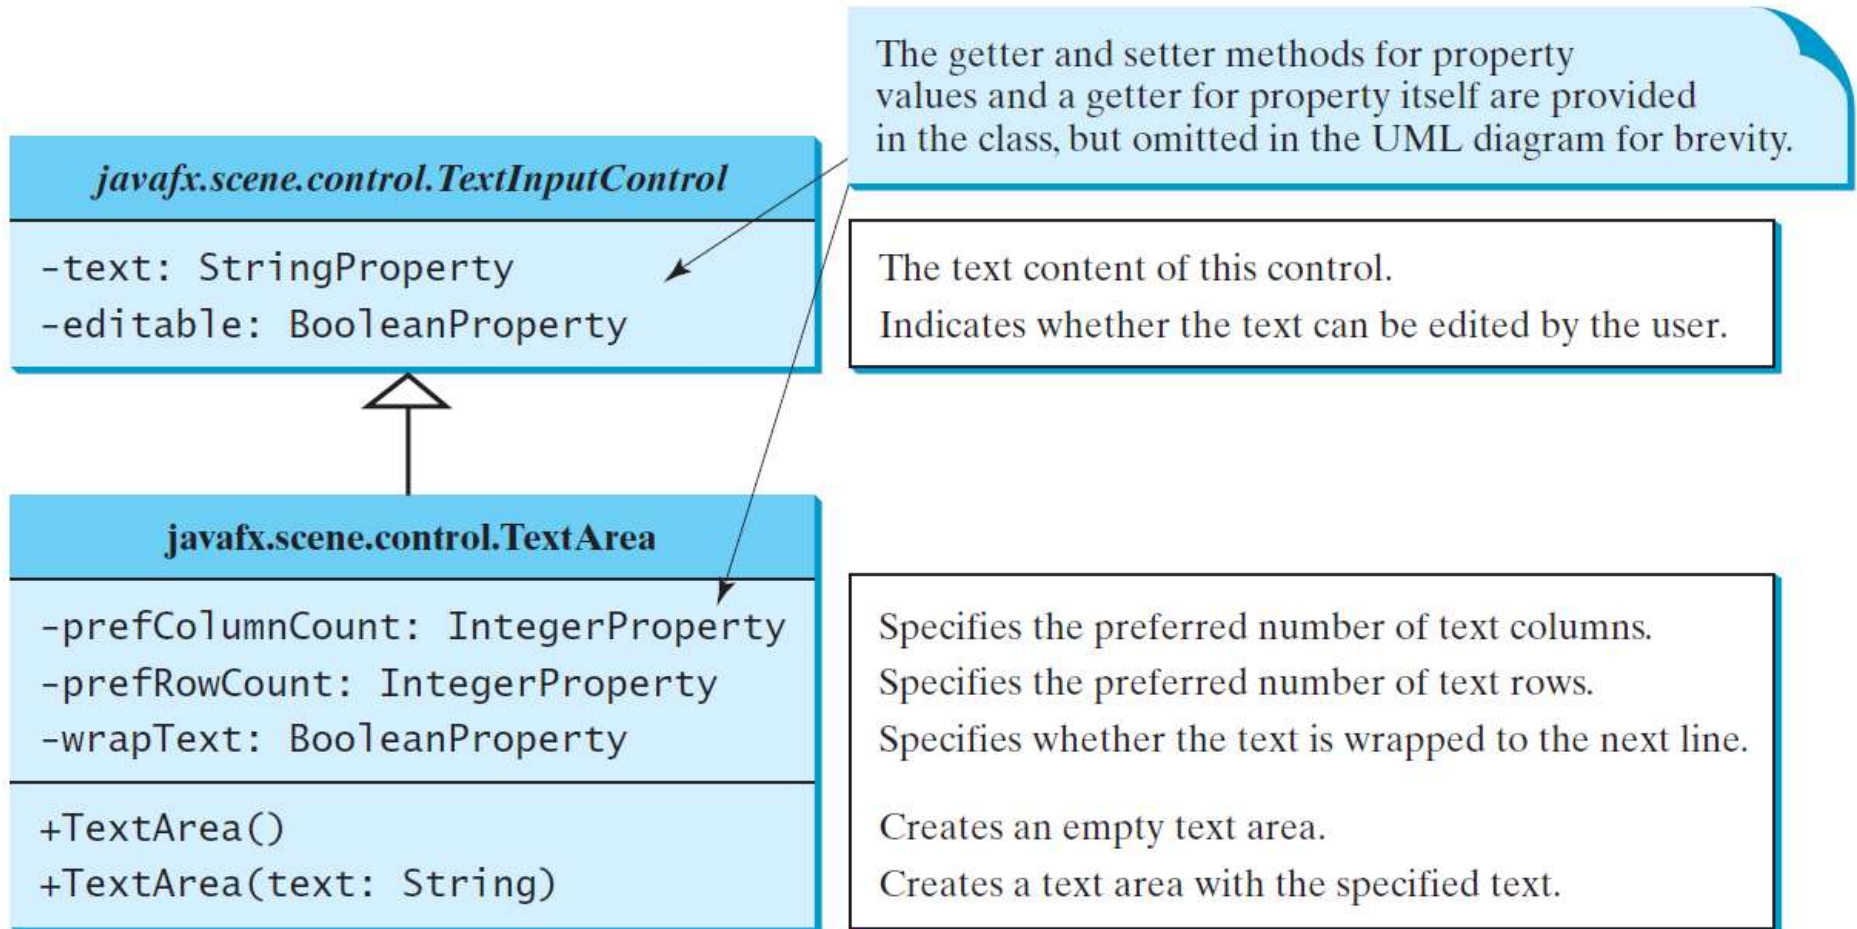 The getter and setter methods for property
values and a getter for property itself are provided
in the class, but omitted in the UML diagram for brevity.
javafx.scene.control.TextInputControl
-text: StringProperty
The text content of this control.
-editable: BooleanProperty
Indicates whether the text can be edited by the user.
javafx.scene.control.TextArea
-prefColumnCount: IntegerProperty
Specifies the preferred number of text columns.
-prefRowCount: IntegerProperty
Specifies the preferred number of text rows.
-wrapText: BooleanProperty
Specifies whether the text is wrapped to the next line.
+TextArea()
Creates an empty text area.
+TextArea(text: String)
Creates a text area with the specified text.